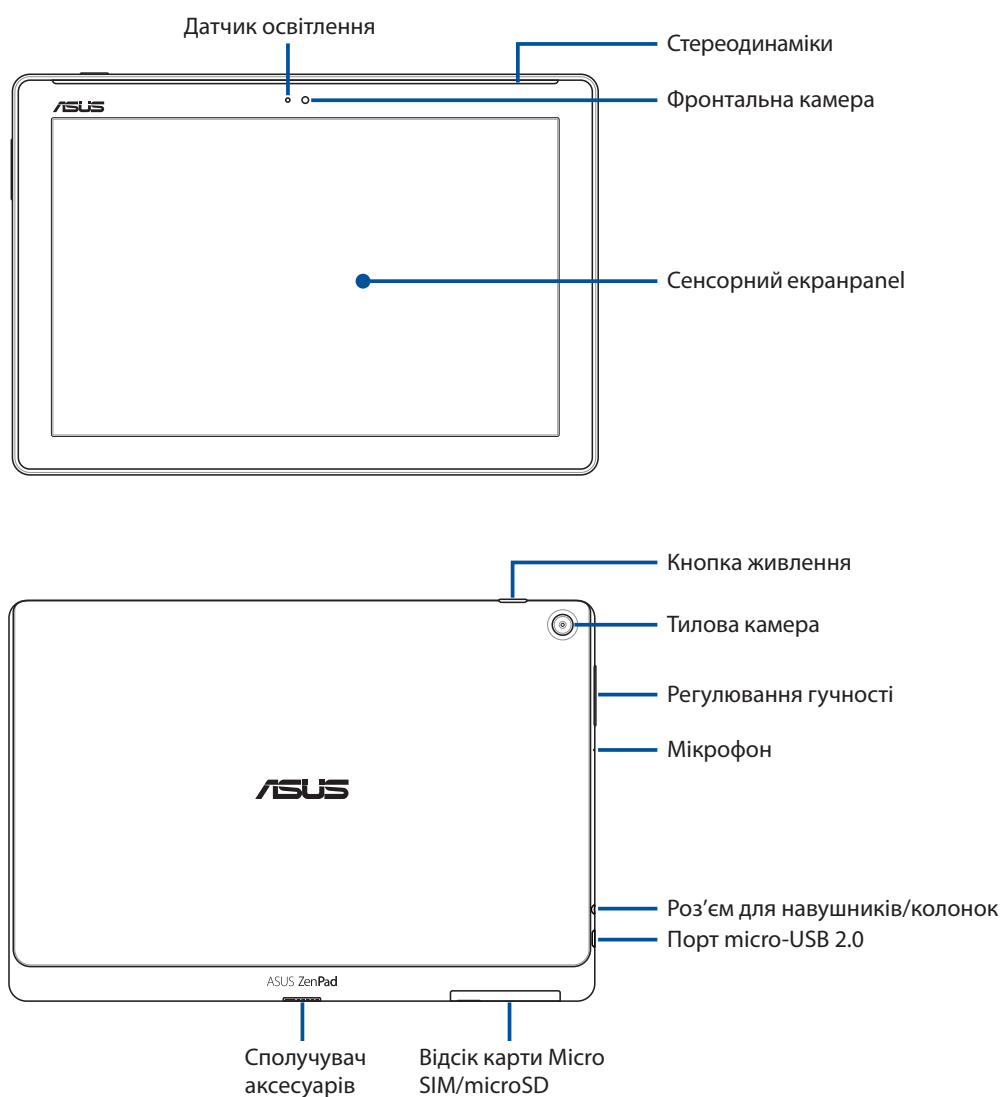 Датчик освітлення
Стереодинаміки
ASUS
Фронтальна камера
Сенсорний екранpanel
Кнопка живлення
Тилова камера
Регулювання гучності
ASUS
Мікрофон
Роз’єм для навушників/колонок
Порт micro-USB 2.0
ASUS ZenPad
Сполучувач
аксесуарів
Відсік карти Micro
SIM/microSD